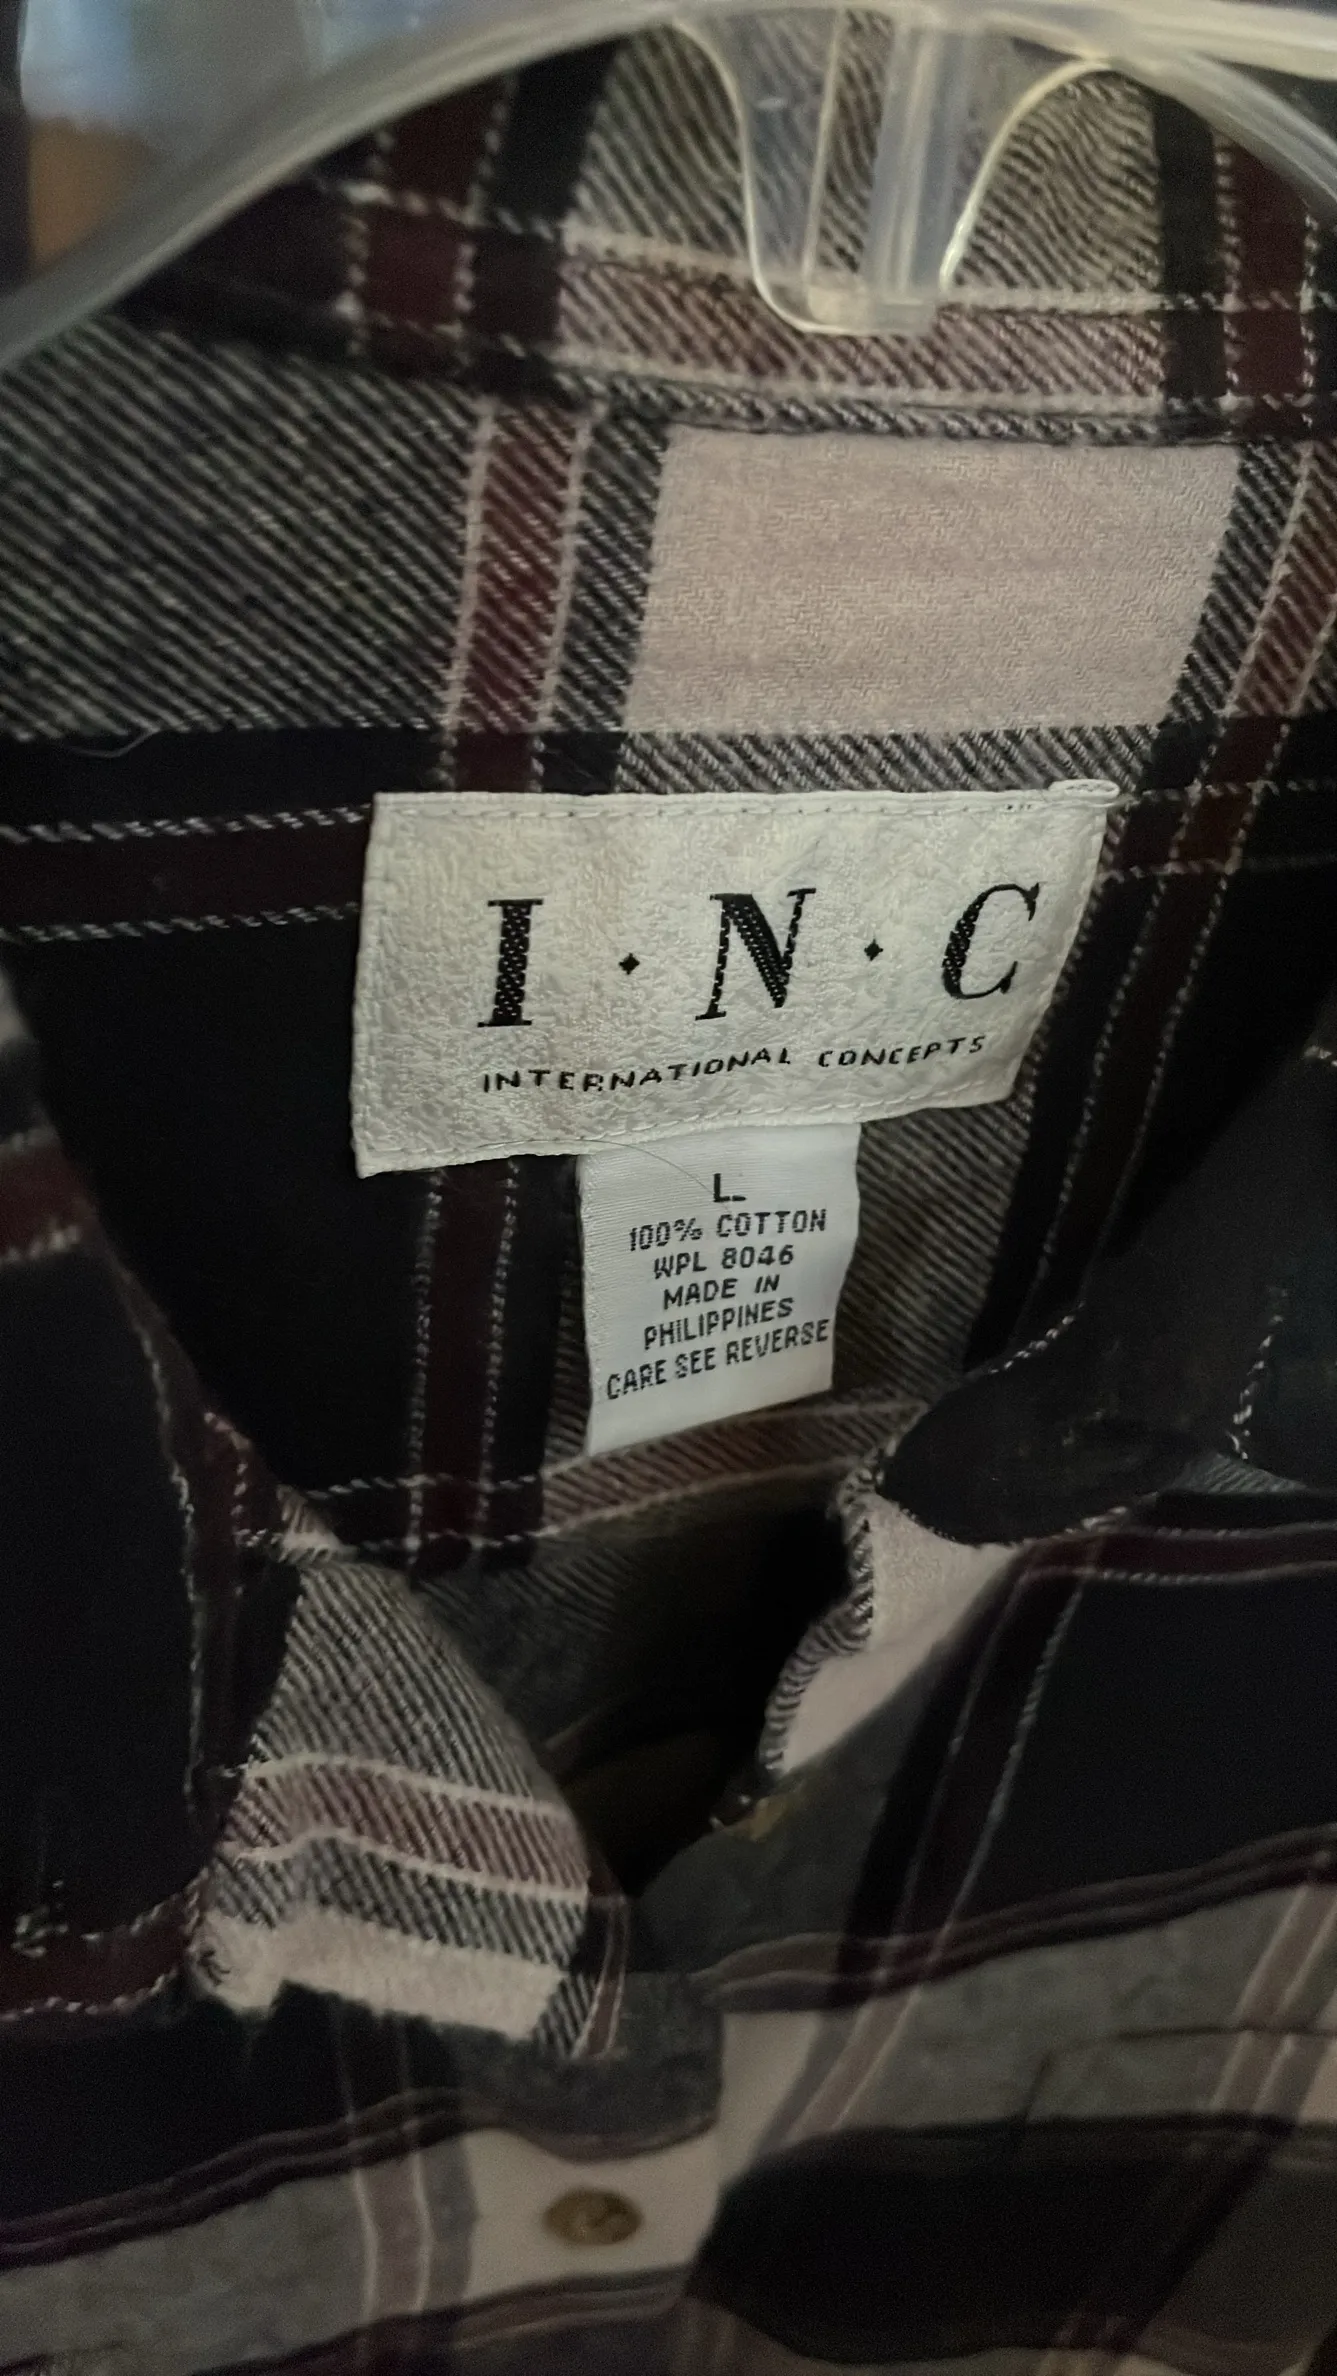 I·N·C
INTERNATIONAL CONCEPTS
L
100% COTTON
WPL 8046
MADE IN
PHILIPPINES
CARE SEE REVERSE